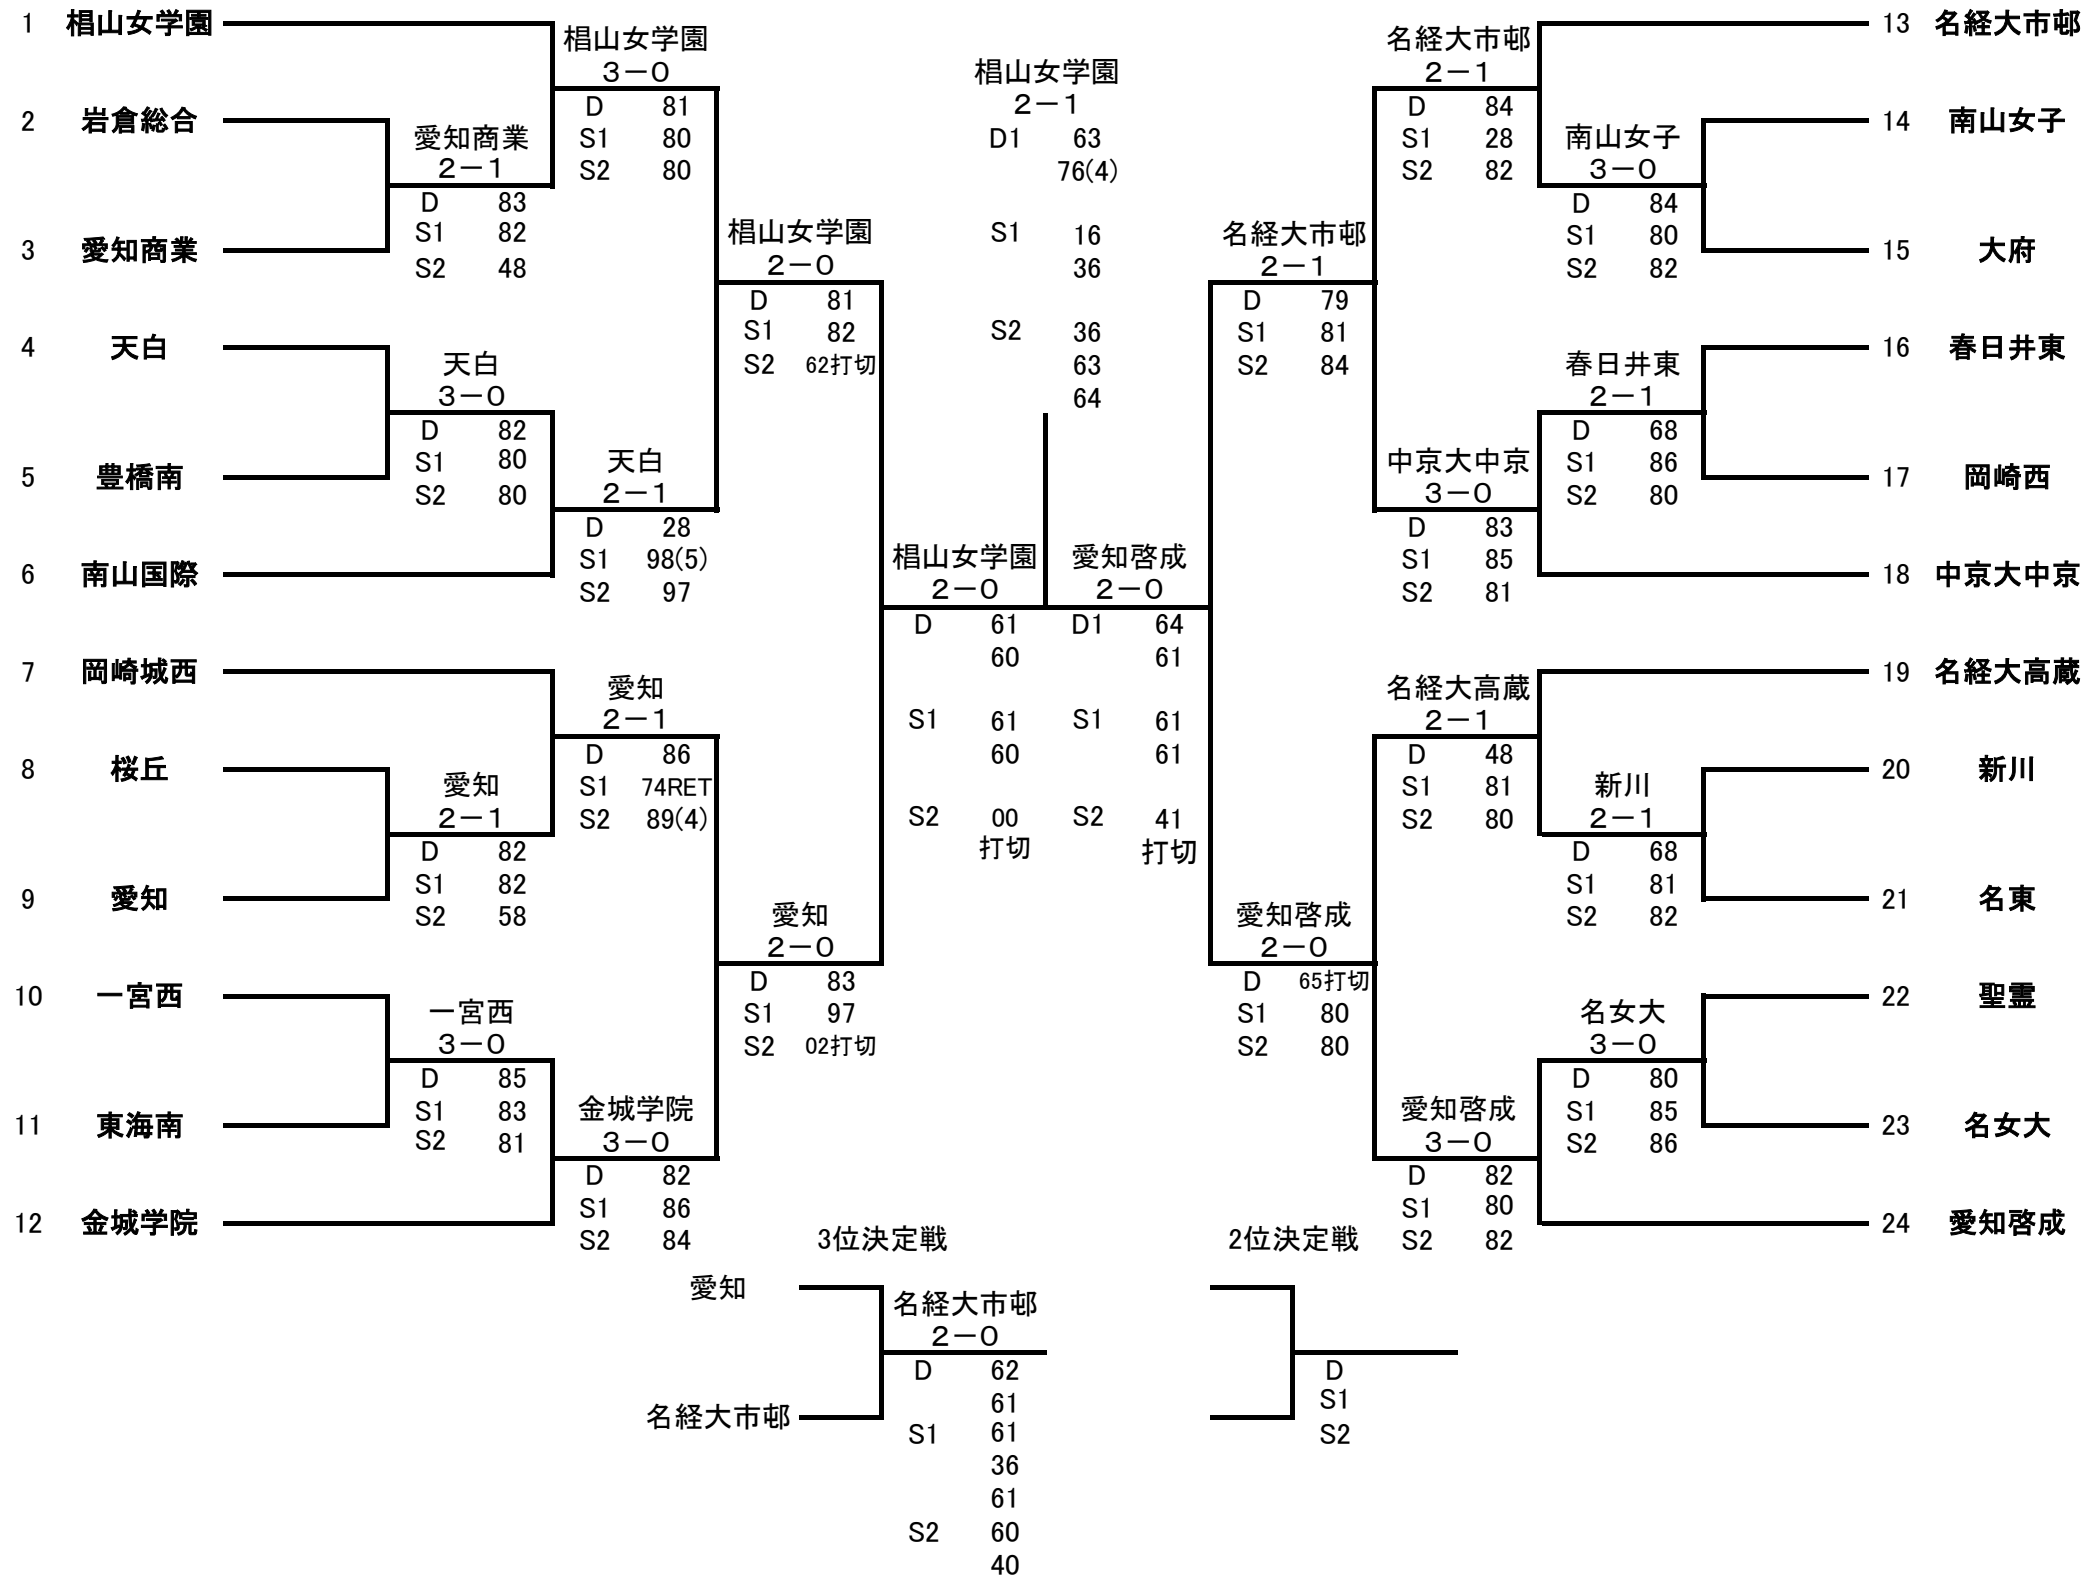 1 椙山女学園
2 岩倉総合
3 愛知商業
4 天白
5 豊橋南
6 南山国際
7 岡崎城西
8 桜丘
9 愛知
10 一宮西
11 東海南
12 金城学院
愛知商業
2－1
D 83
S1 82
S2 48
天白
3－0
D 82
S1 80
S2 80
愛知
2－1
D 82
S1 82
S2 58
一宮西
3－0
D 85
S1 83
S2 81
椙山女学園
3－0
D 81
S1 80
S2 80
天白
2－1
D 28
S1 98(5)
S2 97
愛知
2－1
D 86
S1 74RET
S2 89(4)
金城学院
3－0
D 82
S1 86
S2 84
椙山女学園
2－0
D 81
S1 82
S2 62打切
愛知
2－0
D 83
S1 97
S2 02打切
椙山女学園
2－0
D 61
60
S1 61
60
S2 00
打切
椙山女学園
2－1
D1 63
76(4)
S1 16
36
S2 36
63
64
愛知啓成
2－0
D1 64
61
S1 61
61
S2 41
打切
名経大市邨
2－1
D 79
S1 81
S2 84
愛知啓成
2－0
D 65打切
S1 80
S2 80
名経大市邨
2－1
D 84
S1 28
S2 82
中京大中京
3－0
D 83
S1 85
S2 81
名経大高蔵
2－1
D 48
S1 81
S2 80
愛知啓成
3－0
D 82
S1 80
S2 82
南山女子
3－0
D 84
S1 80
S2 82
春日井東
2－1
D 68
S1 86
S2 80
新川
2－1
D 68
S1 81
S2 82
名女大
3－0
D 80
S1 85
S2 86
13 名経大市邨
14 南山女子
15 大府
16 春日井東
17 岡崎西
18 中京大中京
19 名経大高蔵
20 新川
21 名東
22 聖霊
23 名女大
24 愛知啓成
3位決定戦
愛知
名経大市邨
名経大市邨
2－0
D 62
61
S1 61
36
61
S2 60
40
2位決定戦
D
S1
S2